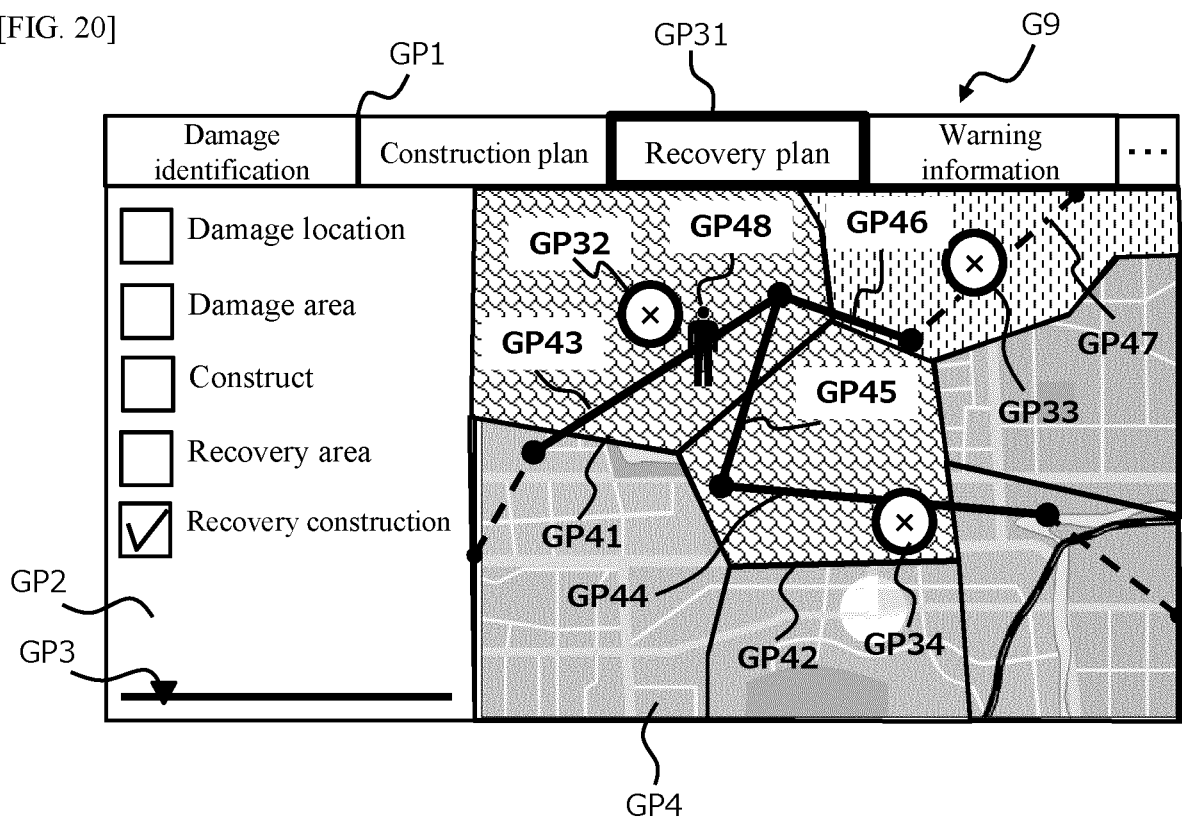 [FIG. 20]
GP31
G9
GP1
Damage
identification
Construction plan
Recovery plan
Warning
information
...
Damage location
Damage area
Construct
Recovery area
Recovery construction
GP32
GP48
GP46
GP43
GP47
GP45
GP33
GP41
GP44
GP42
GP34
GP2
GP3
GP4